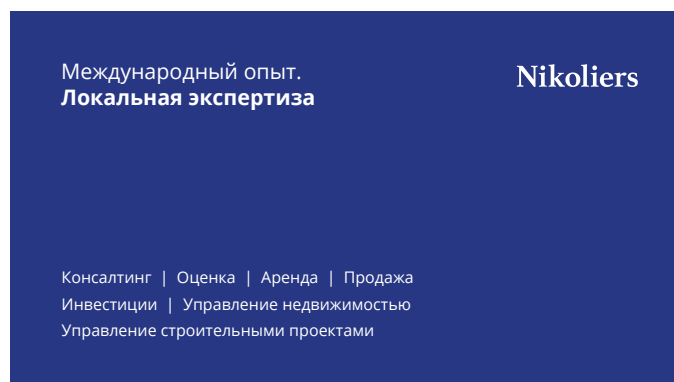 Международный опыт.
Локальная экспертиза
Nikoliers
Консалтинг | Оценка | Аренда | Продажа
Инвестиции | Управление недвижимостью
Управление строительными проектами